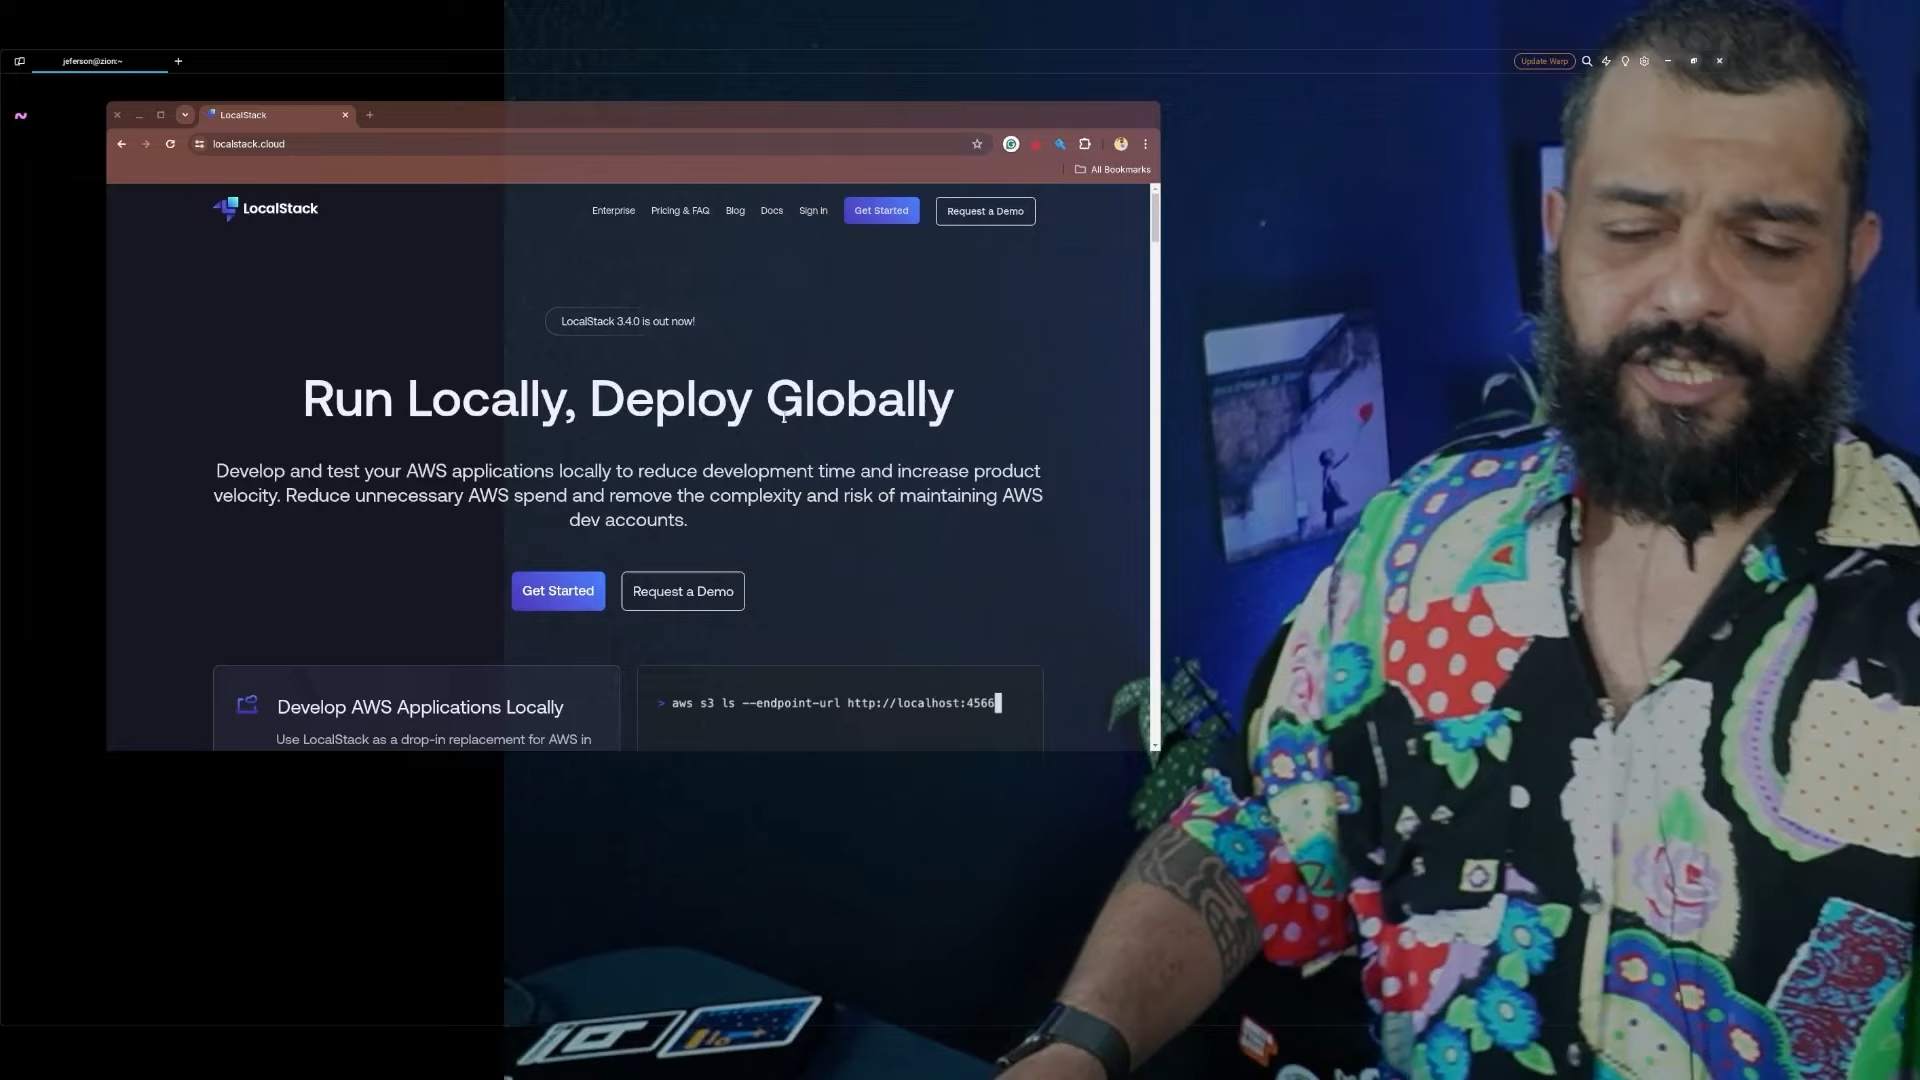 jeferson@zion:~
Update Warp
LocalStack
localstack.cloud
All Bookmarks
LocalStack
Enterprise
Pricing & FAQ
Blog
Docs
Sign In
Get Started
Request a Demo
LocalStack 3.4.0 is out now!
Run Locally, Deploy Globally
Develop and test your AWS applications locally to reduce development time and increase product
velocity. Reduce unnecessary AWS spend and remove the complexity and risk of maintaining AWS
dev accounts.
Get Started
Request a Demo
Develop AWS Applications Locally
Use LocalStack as a drop-in replacement for AWS in
> aws s3 ls --endpoint-url http://localhost:4566